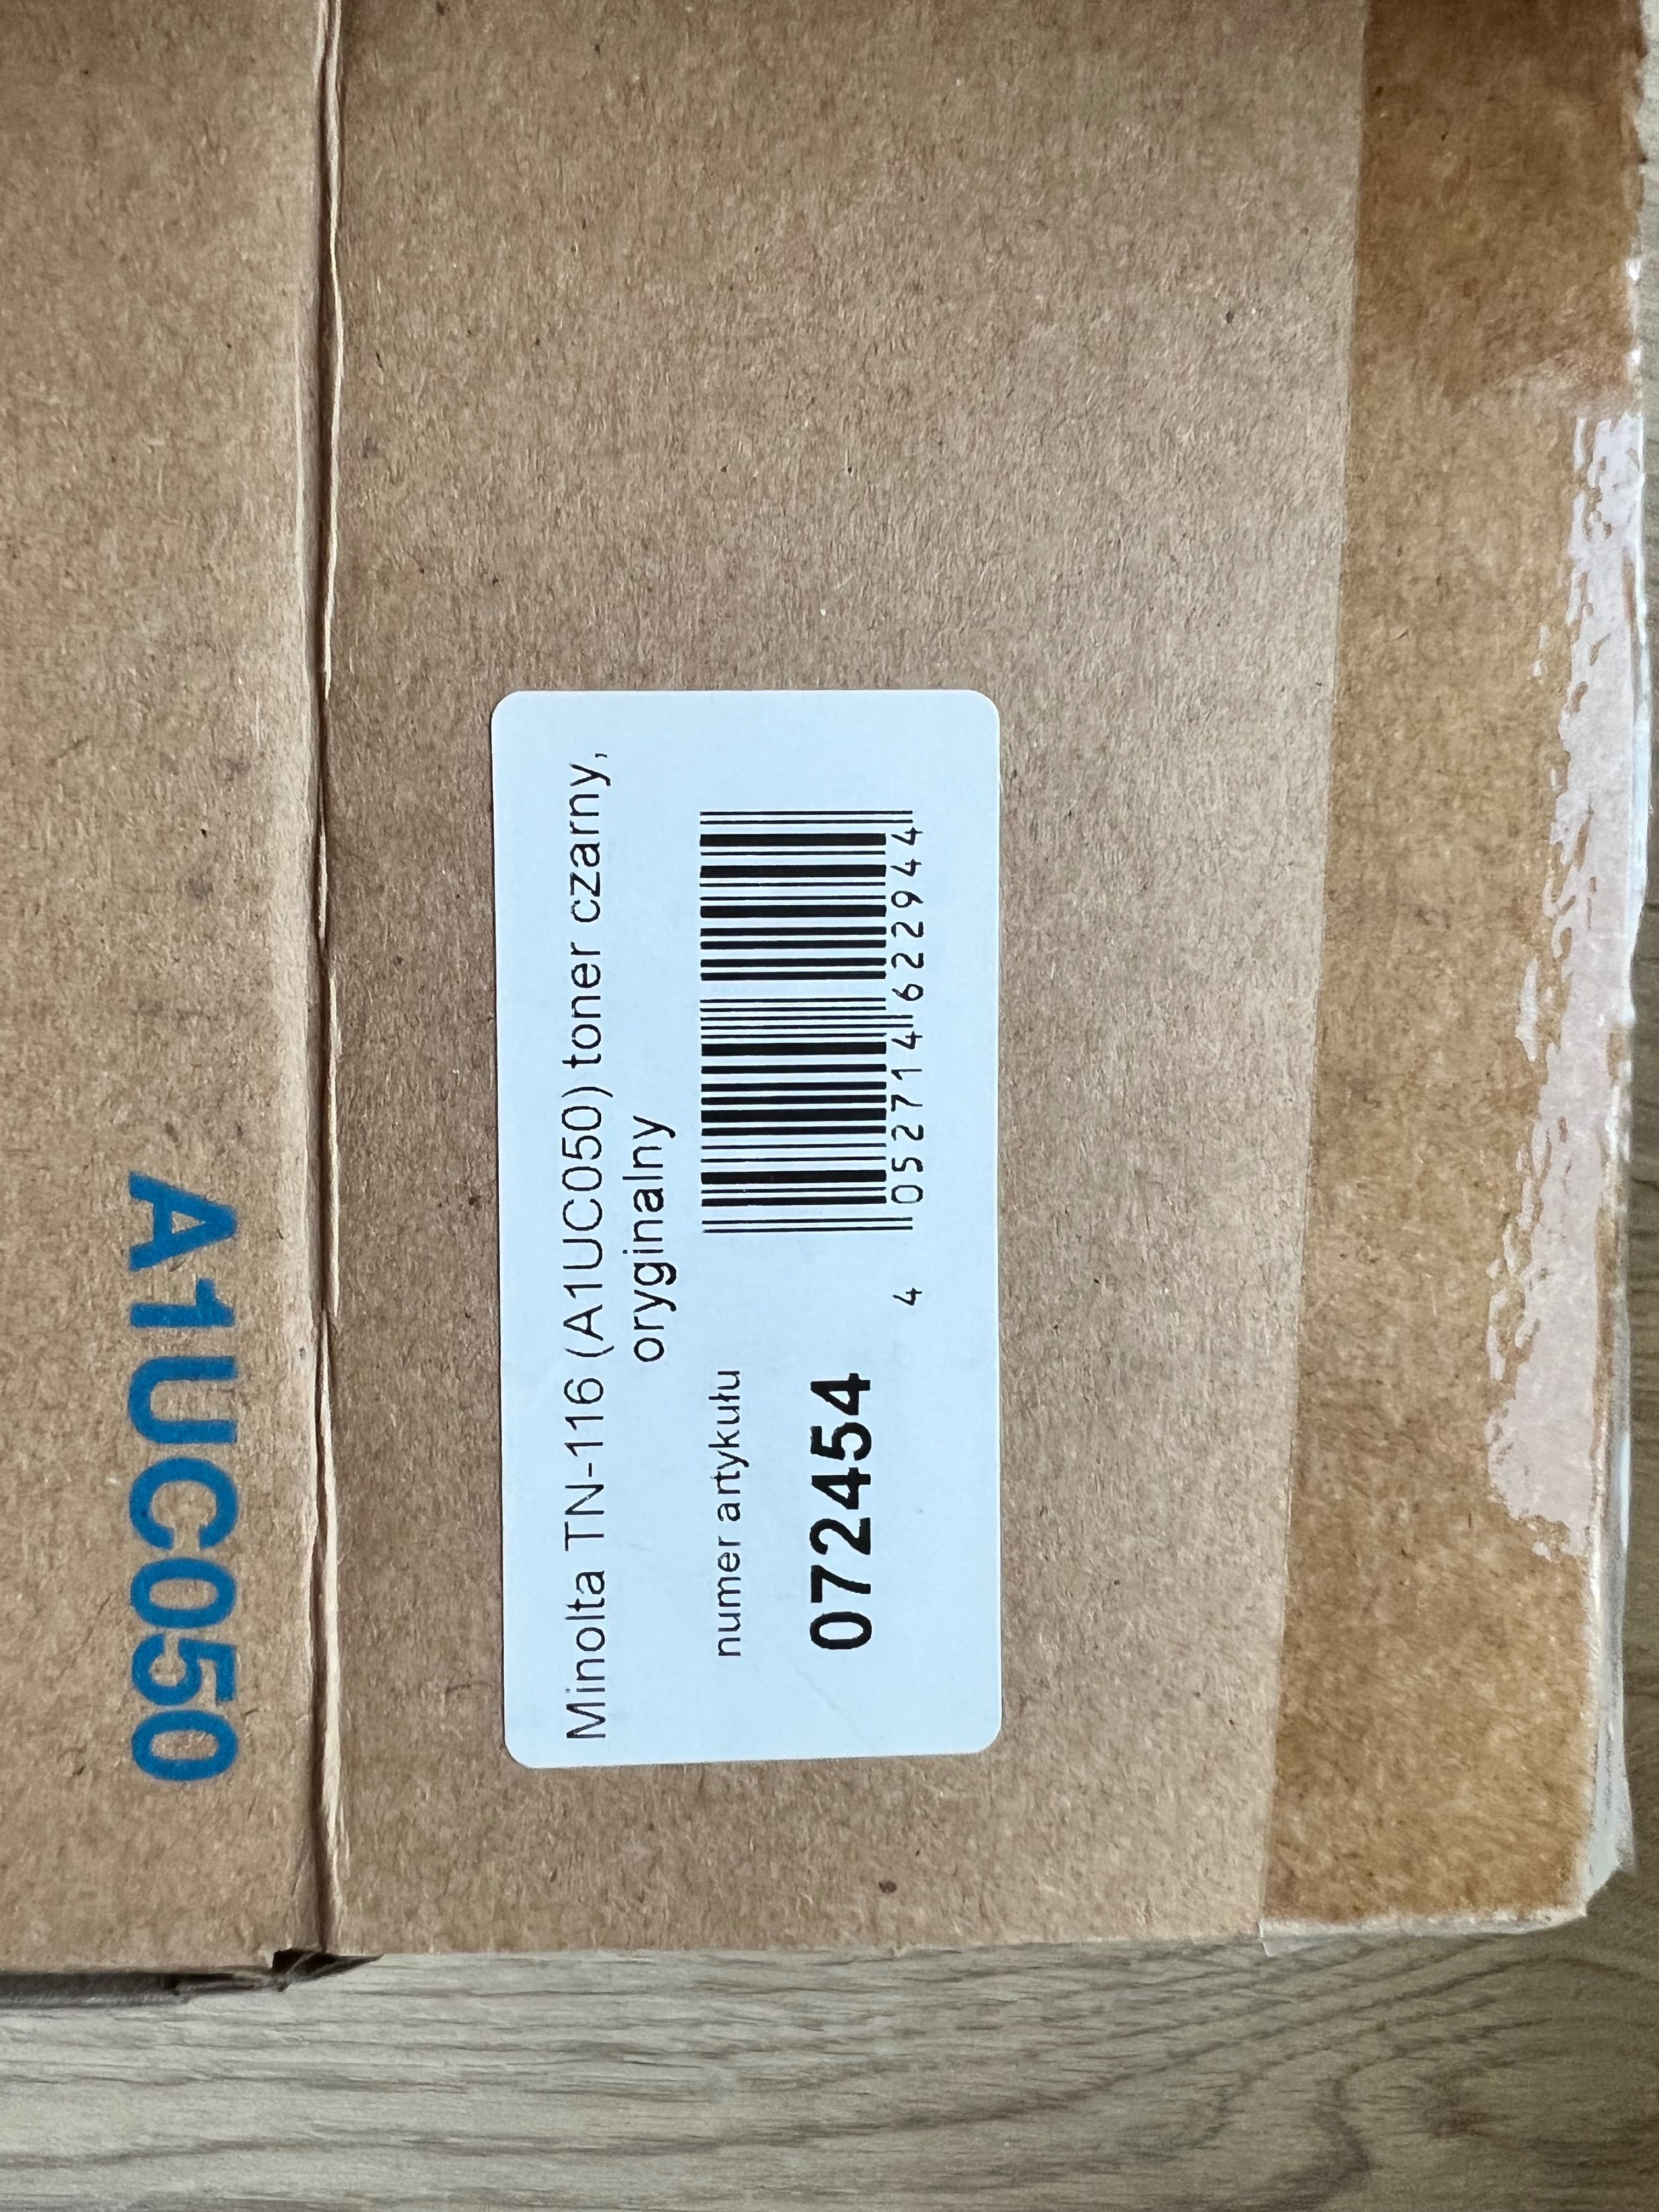 A1UC050
Minolta TN-116 (A1UC050) toner czarny,
oryginalny
numer artykułu
072454
4 052714 622944